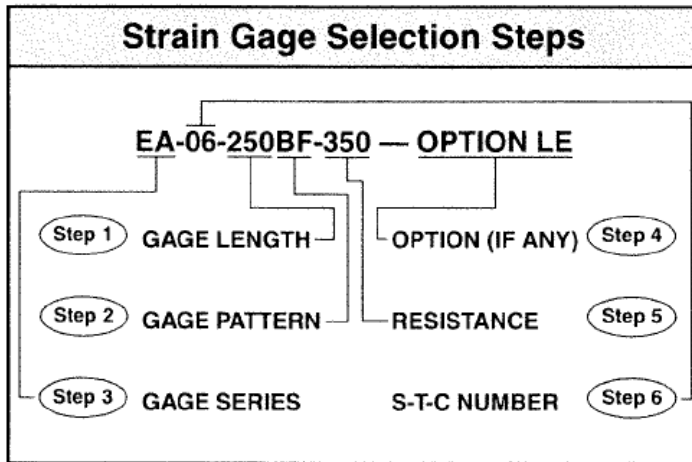 Strain Gage Selection Steps
EA-06-250BF-350 — OPTION LE
Step 1 GAGE LENGTH OPTION (IF ANY) Step 4
Step 2 GAGE PATTERN RESISTANCE Step 5
Step 3 GAGE SERIES S-T-C NUMBER Step 6